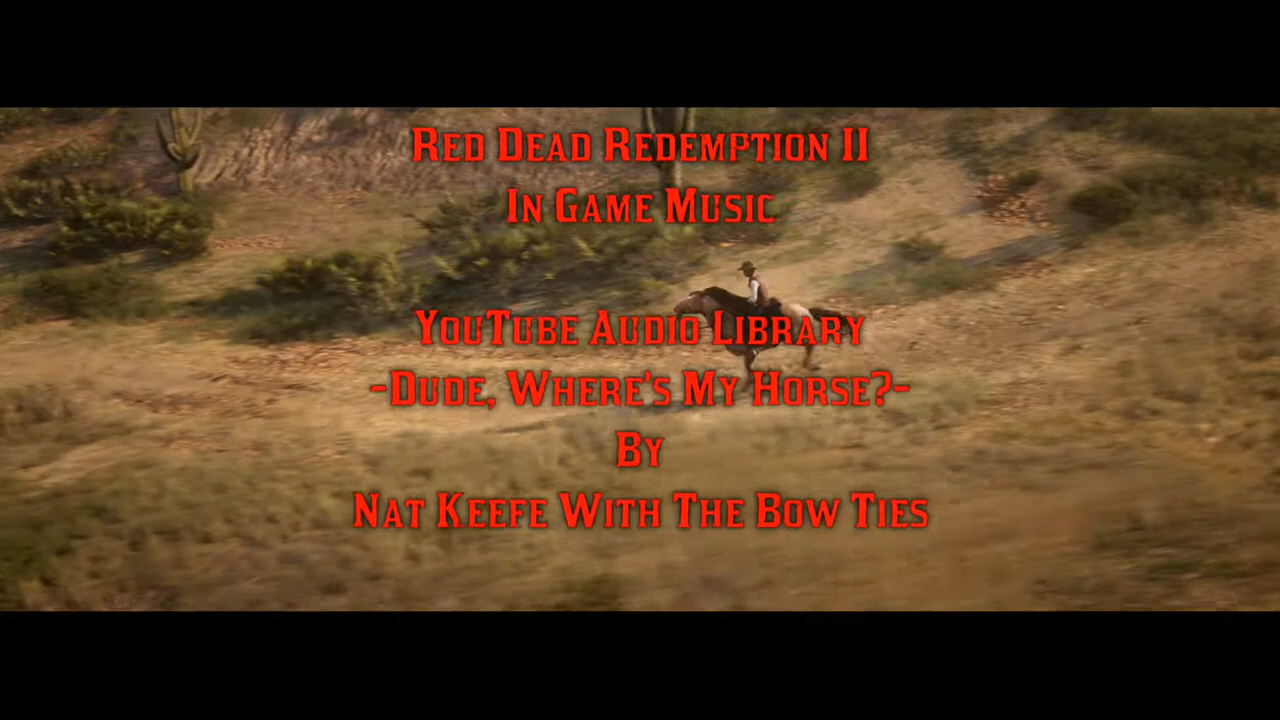 Red Dead Redemption II
In Game Music
YouTube Audio Library
-Dude, Where's My Horse?-
By
Nat Keefe With The Bow Ties